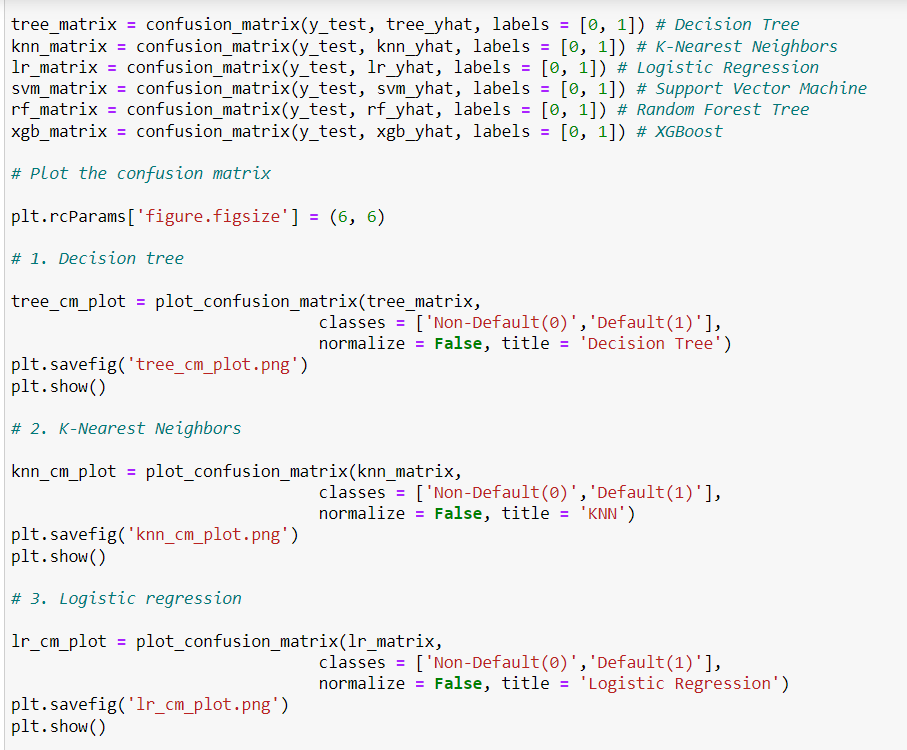 tree_matrix = confusion_matrix(y_test, tree_yhat, labels = [0, 1]) # Decision Tree
knn_matrix = confusion_matrix(y_test, knn_yhat, labels = [0, 1]) # K-Nearest Neighbors
lr_matrix = confusion_matrix(y_test, lr_yhat, labels = [0, 1]) # Logistic Regression
svm_matrix = confusion_matrix(y_test, svm_yhat, labels = [0, 1]) # Support Vector Machine
rf_matrix = confusion_matrix(y_test, rf_yhat, labels = [0, 1]) # Random Forest Tree
xgb_matrix = confusion_matrix(y_test, xgb_yhat, labels = [0, 1]) # XGBoost
# Plot the confusion matrix
plt.rcParams['figure.figsize'] = (6, 6)
# 1. Decision tree
tree_cm_plot = plot_confusion_matrix(tree_matrix,
classes = ['Non-Default(0)','Default(1)'],
normalize = False, title = 'Decision Tree')
plt.savefig('tree_cm_plot.png')
plt.show()
# 2. K-Nearest Neighbors
knn_cm_plot = plot_confusion_matrix(knn_matrix,
classes = ['Non-Default(0)','Default(1)'],
normalize = False, title = 'KNN')
plt.savefig('knn_cm_plot.png')
plt.show()
# 3. Logistic regression
lr_cm_plot = plot_confusion_matrix(lr_matrix,
classes = ['Non-Default(0)','Default(1)'],
normalize = False, title = 'Logistic Regression')
plt.savefig('lr_cm_plot.png')
plt.show()